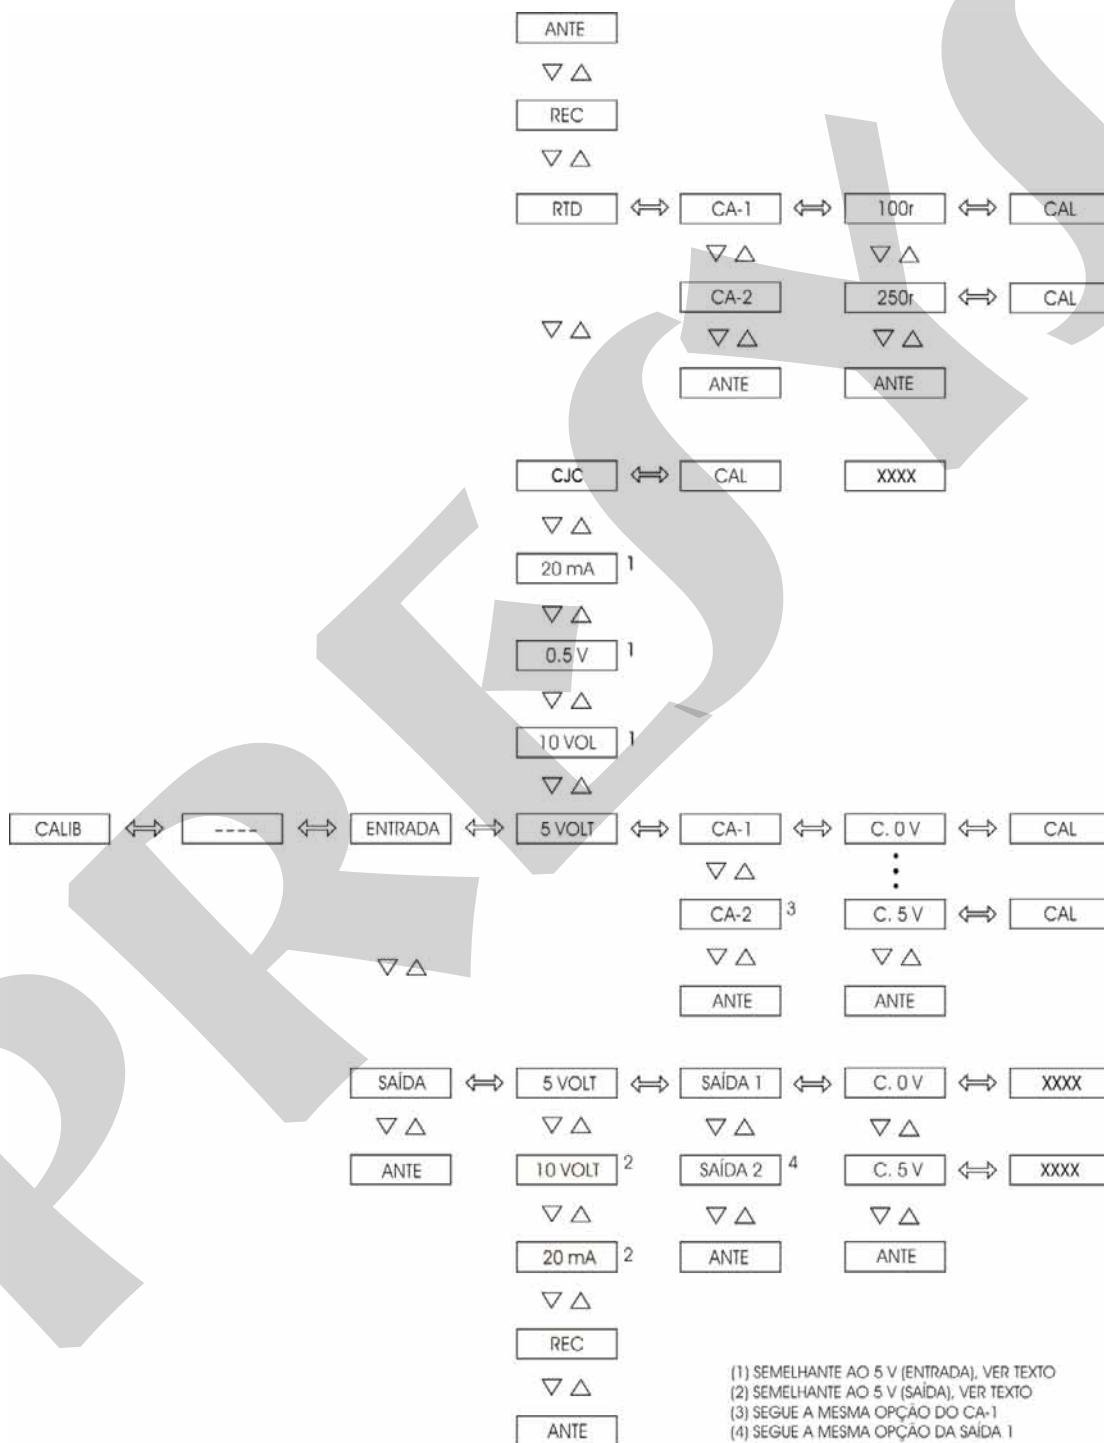 ANTE
REC
RTD CA-1 100r CAL
CA-2 250r CAL
ANTE ANTE
CJC CAL XXXX
20 mA 1
0.5 V 1
10 VOL 1
CALIB ---- ENTRADA 5 VOLT CA-1 C. 0 V CAL
CA-2 3 C. 5 V CAL
ANTE ANTE
SAÍDA 5 VOLT SAÍDA 1 C. 0 V XXXX
ANTE 10 VOLT 2 SAÍDA 2 4 C. 5 V XXXX
20 mA 2 ANTE ANTE
REC
ANTE
(1) SEMELHANTE AO 5 V (ENTRADA), VER TEXTO
(2) SEMELHANTE AO 5 V (SAÍDA), VER TEXTO
(3) SEGUE A MESMA OPÇÃO DO CA-1
(4) SEGUE A MESMA OPÇÃO DA SAÍDA 1
PRESYS